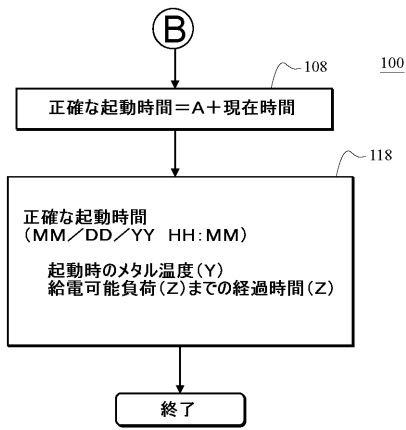 B
108
100
正確な起動時間＝A＋現在時間
118
正確な起動時間
（MM／DD／YY　HH：MM）
起動時のメタル温度（Y）
給電可能負荷（Z）までの経過時間（Z）
終了